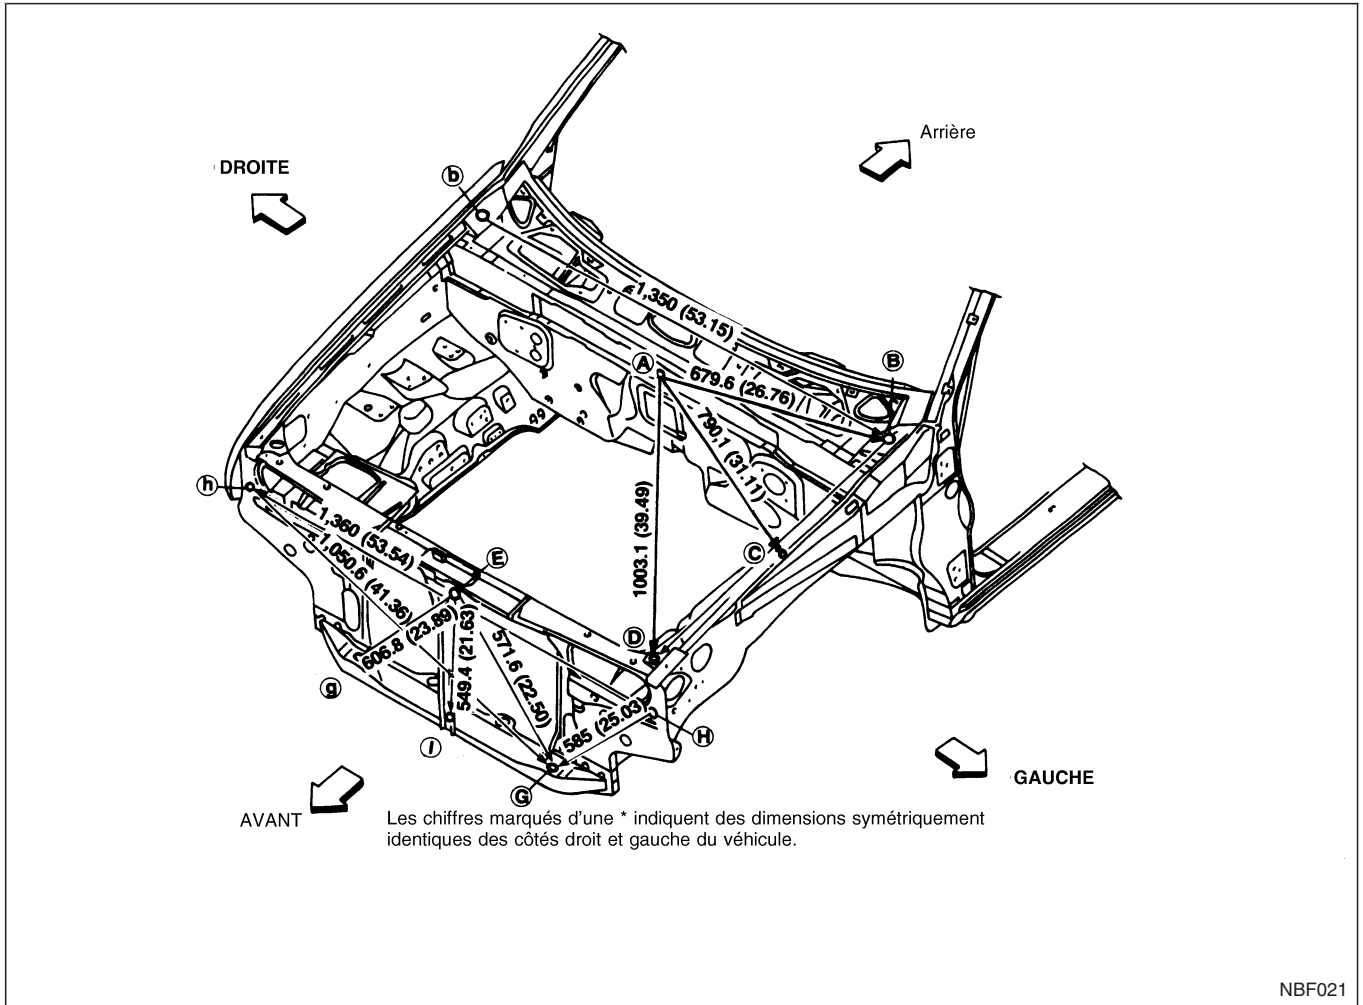 Arrière
DROITE
b
1,350 (53.15)
A
B
679.6 (26.76)
790.1 (31.11)
h
1003.1 (39.49)
1,360 (53.54)
C
E
1,050.6 (41.36)
D
606.8 (23.89)
549.4 (21.63)
571.6 (22.50)
g
585 (25.03)
H
I
GAUCHE
G
AVANT
Les chiffres marqués d'une * indiquent des dimensions symétriquement
identiques des côtés droit et gauche du véhicule.
NBF021